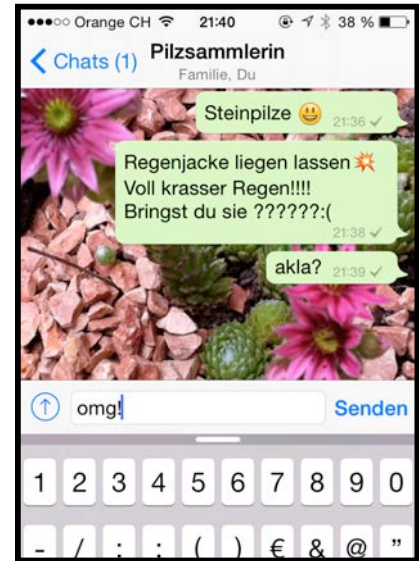 Orange CH 21:40 38 %
Chats (1) Pilzsammlerin
Familie, Du
Steinpilze 😃 21:36 ✓
Regenjacke liegen lassen 💥
Voll krasser Regen!!!!
Bringst du sie ??????:(
21:38 ✓
akla? 21:39 ✓
omg! Senden
1 2 3 4 5 6 7 8 9 0
- / : ; ( ) € & @ ”